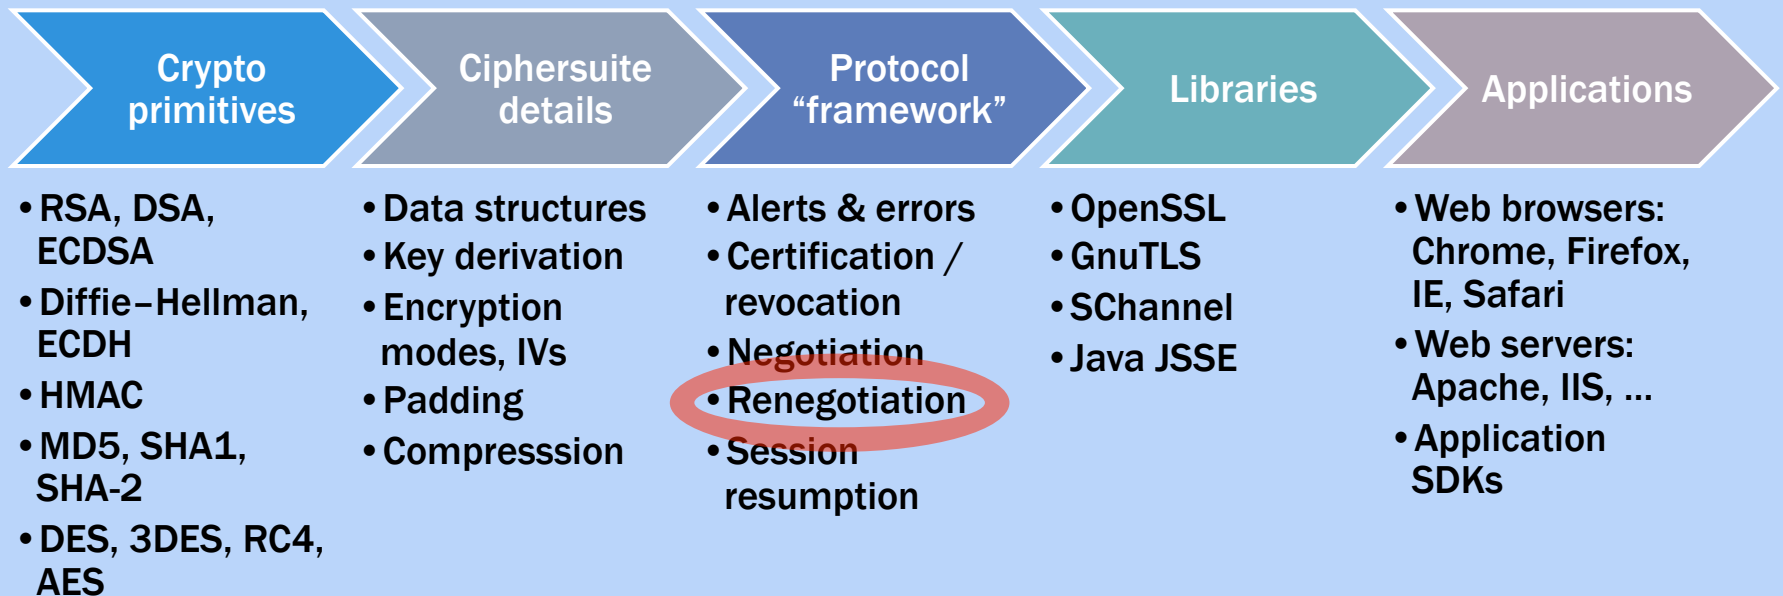 Crypto
primitives
Ciphersuite
details
Protocol
“framework”
Libraries
Applications
•RSA, DSA,
ECDSA
•Diffie–Hellman,
ECDH
•HMAC
•MD5, SHA1,
SHA-2
•DES, 3DES, RC4,
AES
•Data structures
•Key derivation
•Encryption
modes, IVs
•Padding
•Compresssion
•Alerts & errors
•Certification /
revocation
•Negotiation
•Renegotiation
•Session
resumption
•OpenSSL
•GnuTLS
•SChannel
•Java JSSE
•Web browsers:
Chrome, Firefox,
IE, Safari
•Web servers:
Apache, IIS, ...
•Application
SDKs